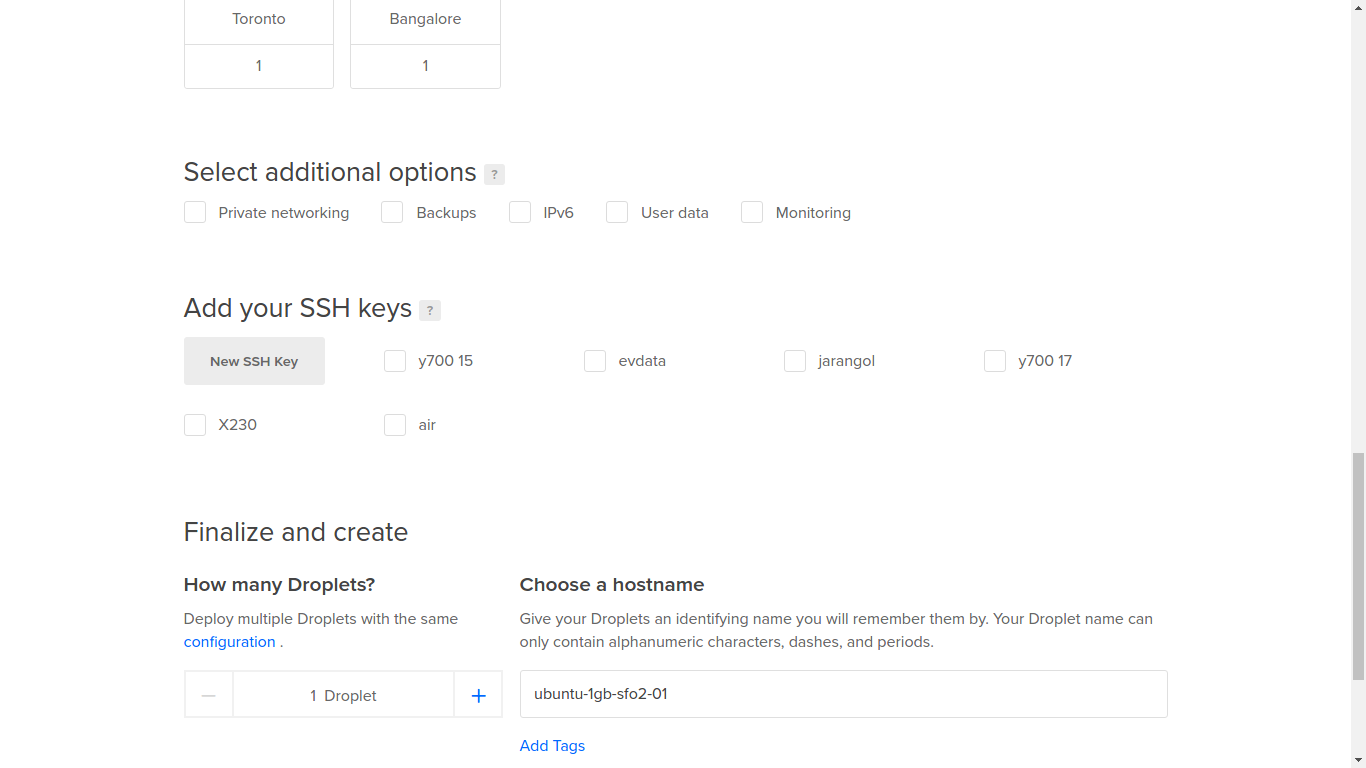 Toronto Bangalore
1 1
Select additional options ?
Private networking Backups IPv6 User data Monitoring
Add your SSH keys ?
New SSH Key y700 15 evdata jarangol y700 17
X230 air
Finalize and create
How many Droplets?
Deploy multiple Droplets with the same
configuration .
1 Droplet
Choose a hostname
Give your Droplets an identifying name you will remember them by. Your Droplet name can
only contain alphanumeric characters, dashes, and periods.
ubuntu-1gb-sfo2-01
Add Tags